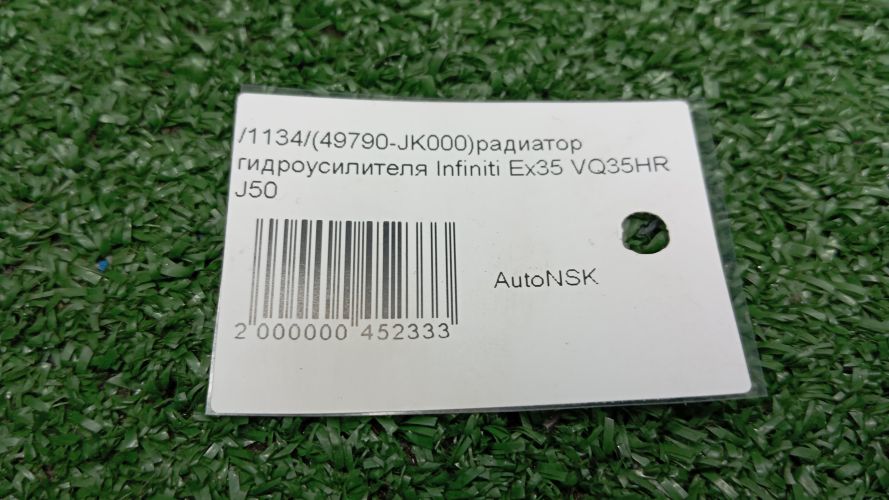 /1134/(49790-JK000)радиатор
гидроусилителя Infiniti Ex35 VQ35HR
J50
AutoNSK
2 000000 452333